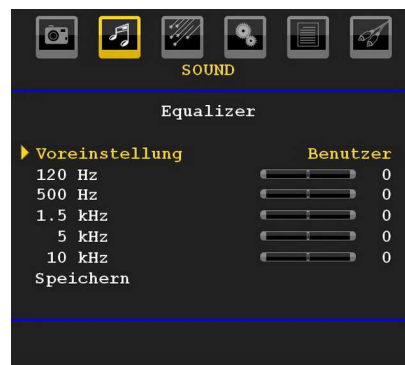 SOUND
Equalizer
Voreinstellung Benutzer
120 Hz 0
500 Hz 0
1.5 kHz 0
5 kHz 0
10 kHz 0
Speichern